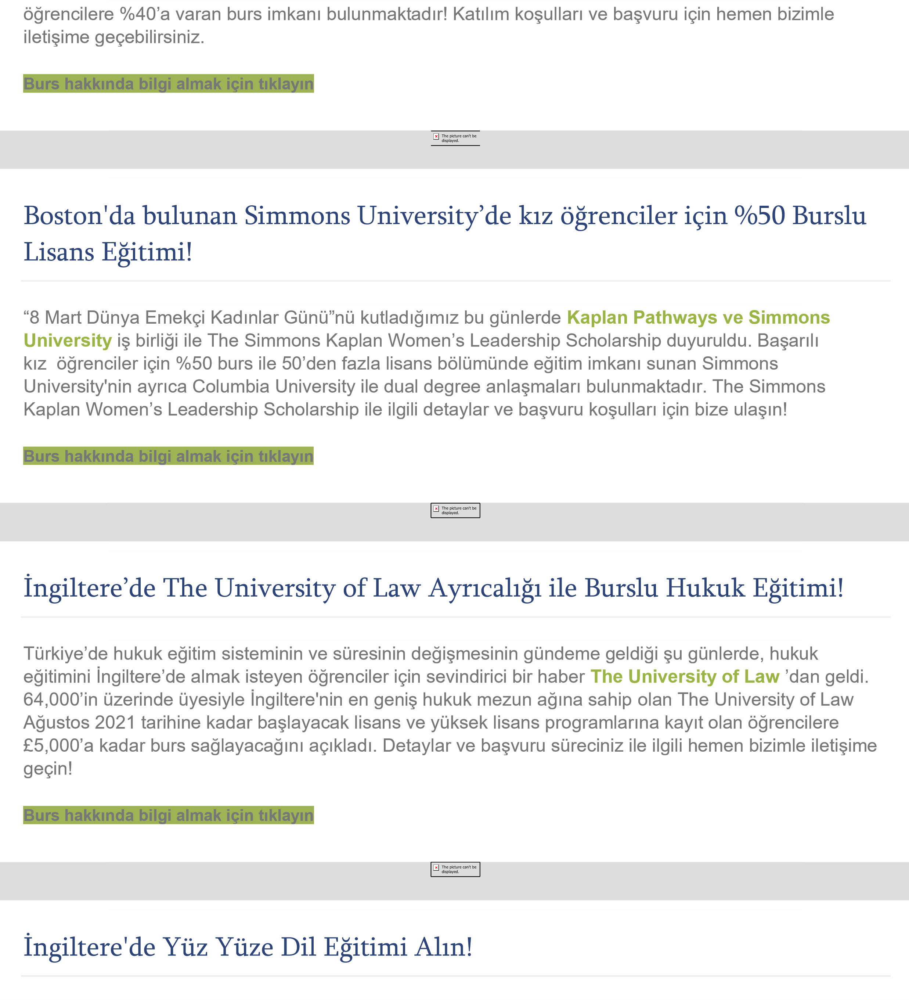 öğrencilere %40’a varan burs imkanı bulunmaktadır! Katılım koşulları ve başvuru için hemen bizimle
iletişime geçebilirsiniz.
Burs hakkında bilgi almak için tıklayın
The picture can't be
displayed.
Boston'da bulunan Simmons University’de kız öğrenciler için %50 Burslu
Lisans Eğitimi!
“8 Mart Dünya Emekçi Kadınlar Günü”nü kutladığımız bu günlerde Kaplan Pathways ve Simmons
University iş birliği ile The Simmons Kaplan Women’s Leadership Scholarship duyuruldu. Başarılı
kız  öğrenciler için %50 burs ile 50’den fazla lisans bölümünde eğitim imkanı sunan Simmons
University'nin ayrıca Columbia University ile dual degree anlaşmaları bulunmaktadır. The Simmons
Kaplan Women’s Leadership Scholarship ile ilgili detaylar ve başvuru koşulları için bize ulaşın!
Burs hakkında bilgi almak için tıklayın
The picture can't be
displayed.
İngiltere’de The University of Law Ayrıcalığı ile Burslu Hukuk Eğitimi!
Türkiye’de hukuk eğitim sisteminin ve süresinin değişmesinin gündeme geldiği şu günlerde, hukuk
eğitimini İngiltere’de almak isteyen öğrenciler için sevindirici bir haber The University of Law ’dan geldi.
64,000’in üzerinde üyesiyle İngiltere'nin en geniş hukuk mezun ağına sahip olan The University of Law
Ağustos 2021 tarihine kadar başlayacak lisans ve yüksek lisans programlarına kayıt olan öğrencilere
£5,000’a kadar burs sağlayacağını açıkladı. Detaylar ve başvuru süreciniz ile ilgili hemen bizimle iletişime
geçin!
Burs hakkında bilgi almak için tıklayın
The picture can't be
displayed.
İngiltere'de Yüz Yüze Dil Eğitimi Alın!